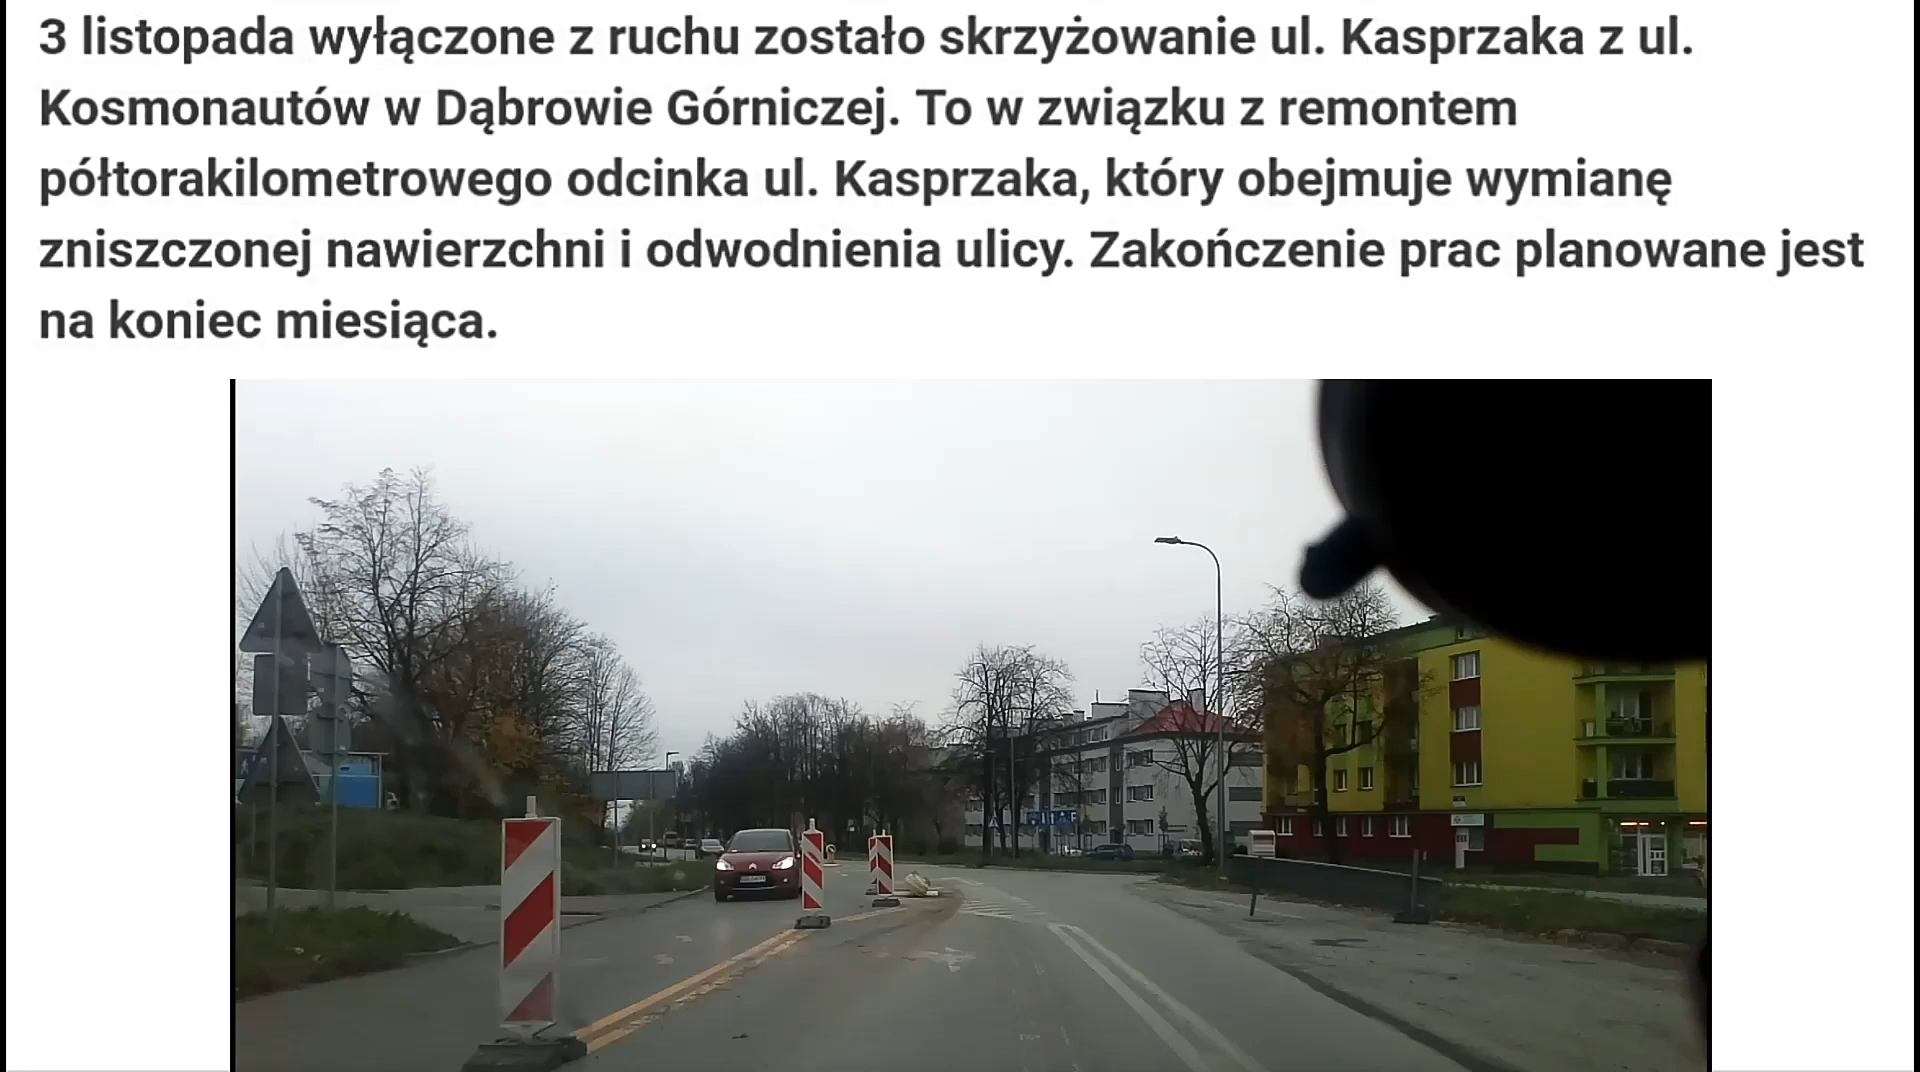 3 listopada wyłączone z ruchu zostało skrzyżowanie ul. Kasprzaka z ul.
Kosmonautów w Dąbrowie Górniczej. To w związku z remontem
półtorakilometrowego odcinka ul. Kasprzaka, który obejmuje wymianę
zniszczonej nawierzchni i odwodnienia ulicy. Zakończenie prac planowane jest
na koniec miesiąca.